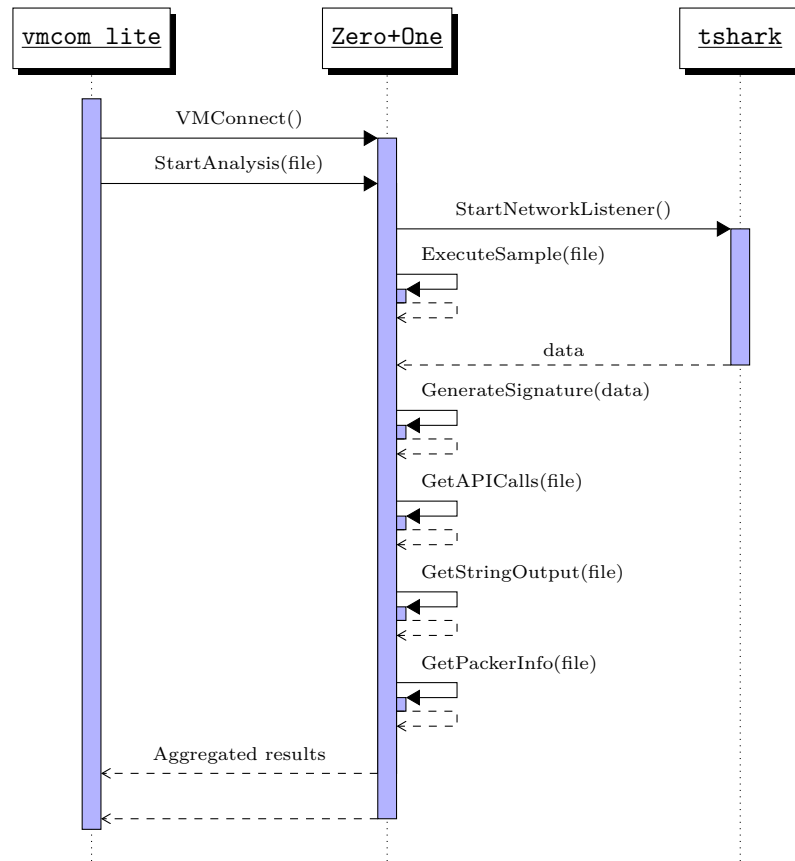 vmcom lite
Zero+One
tshark
VMConnect()
StartAnalysis(file)
StartNetworkListener()
ExecuteSample(file)
data
GenerateSignature(data)
GetAPICalls(file)
GetStringOutput(file)
GetPackerInfo(file)
Aggregated results